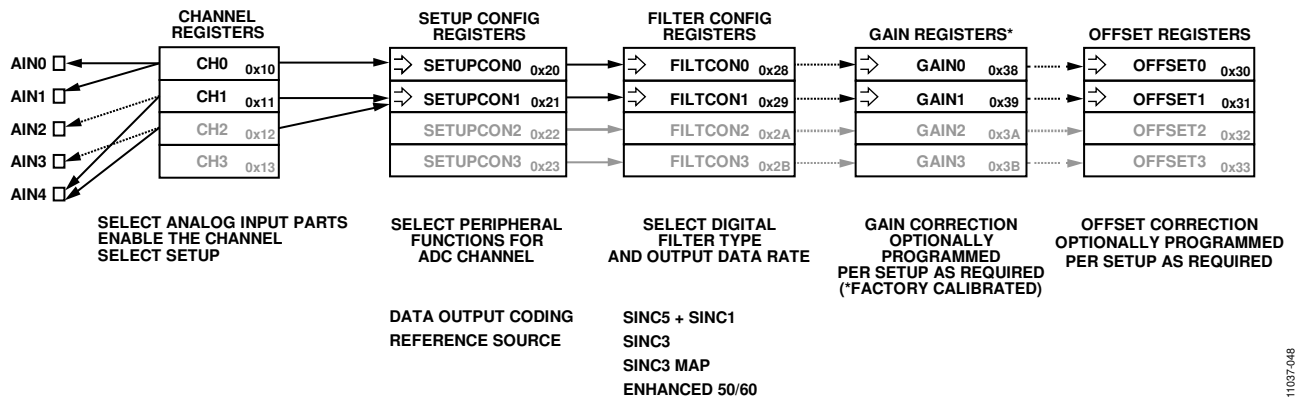 CHANNEL
REGISTERS
SETUP CONFIG
REGISTERS
FILTER CONFIG
REGISTERS
GAIN REGISTERS*
OFFSET REGISTERS
AIN0
AIN1
AIN2
AIN3
AIN4
CH0 0x10
CH1 0x11
CH2 0x12
CH3 0x13
SETUPCON0 0x20
SETUPCON1 0x21
SETUPCON2 0x22
SETUPCON3 0x23
FILTCON0 0x28
FILTCON1 0x29
FILTCON2 0x2A
FILTCON3 0x2B
GAIN0 0x38
GAIN1 0x39
GAIN2 0x3A
GAIN3 0x3B
OFFSET0 0x30
OFFSET1 0x31
OFFSET2 0x32
OFFSET3 0x33
SELECT ANALOG INPUT PARTS
ENABLE THE CHANNEL
SELECT SETUP
SELECT PERIPHERAL
FUNCTIONS FOR
ADC CHANNEL
SELECT DIGITAL
FILTER TYPE
AND OUTPUT DATA RATE
GAIN CORRECTION
OPTIONALLY
PROGRAMMED
PER SETUP AS REQUIRED
(*FACTORY CALIBRATED)
OFFSET CORRECTION
OPTIONALLY PROGRAMMED
PER SETUP AS REQUIRED
DATA OUTPUT CODING
REFERENCE SOURCE
SINC5 + SINC1
SINC3
SINC3 MAP
ENHANCED 50/60
11037-048